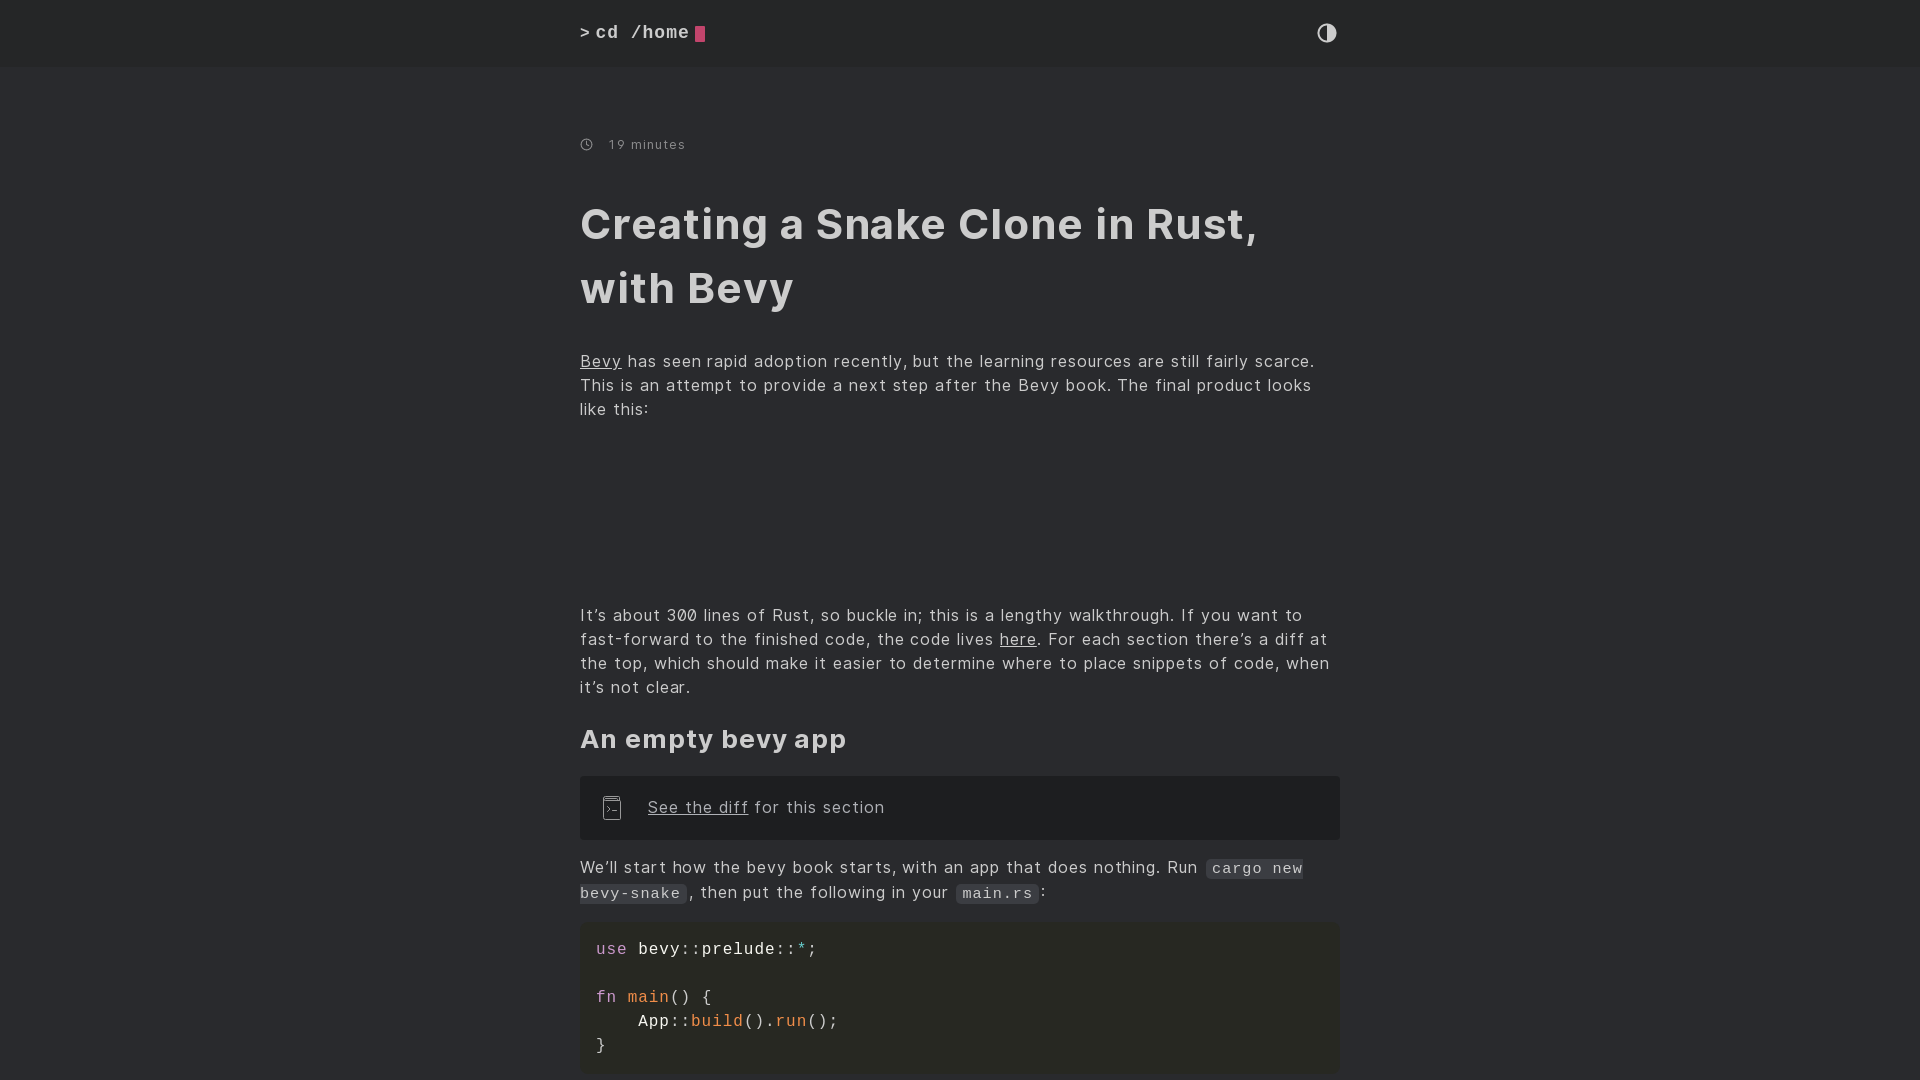 > cd /home
19 minutes
Creating a Snake Clone in Rust,
with Bevy
Bevy has seen rapid adoption recently, but the learning resources are still fairly scarce.
This is an attempt to provide a next step after the Bevy book. The final product looks
like this:
It’s about 300 lines of Rust, so buckle in; this is a lengthy walkthrough. If you want to
fast-forward to the finished code, the code lives here. For each section there’s a diff at
the top, which should make it easier to determine where to place snippets of code, when
it’s not clear.
An empty bevy app
See the diff for this section
We’ll start how the bevy book starts, with an app that does nothing. Run cargo new
bevy-snake, then put the following in your main.rs:
use bevy::prelude::*;
fn main() {
    App::build().run();
}